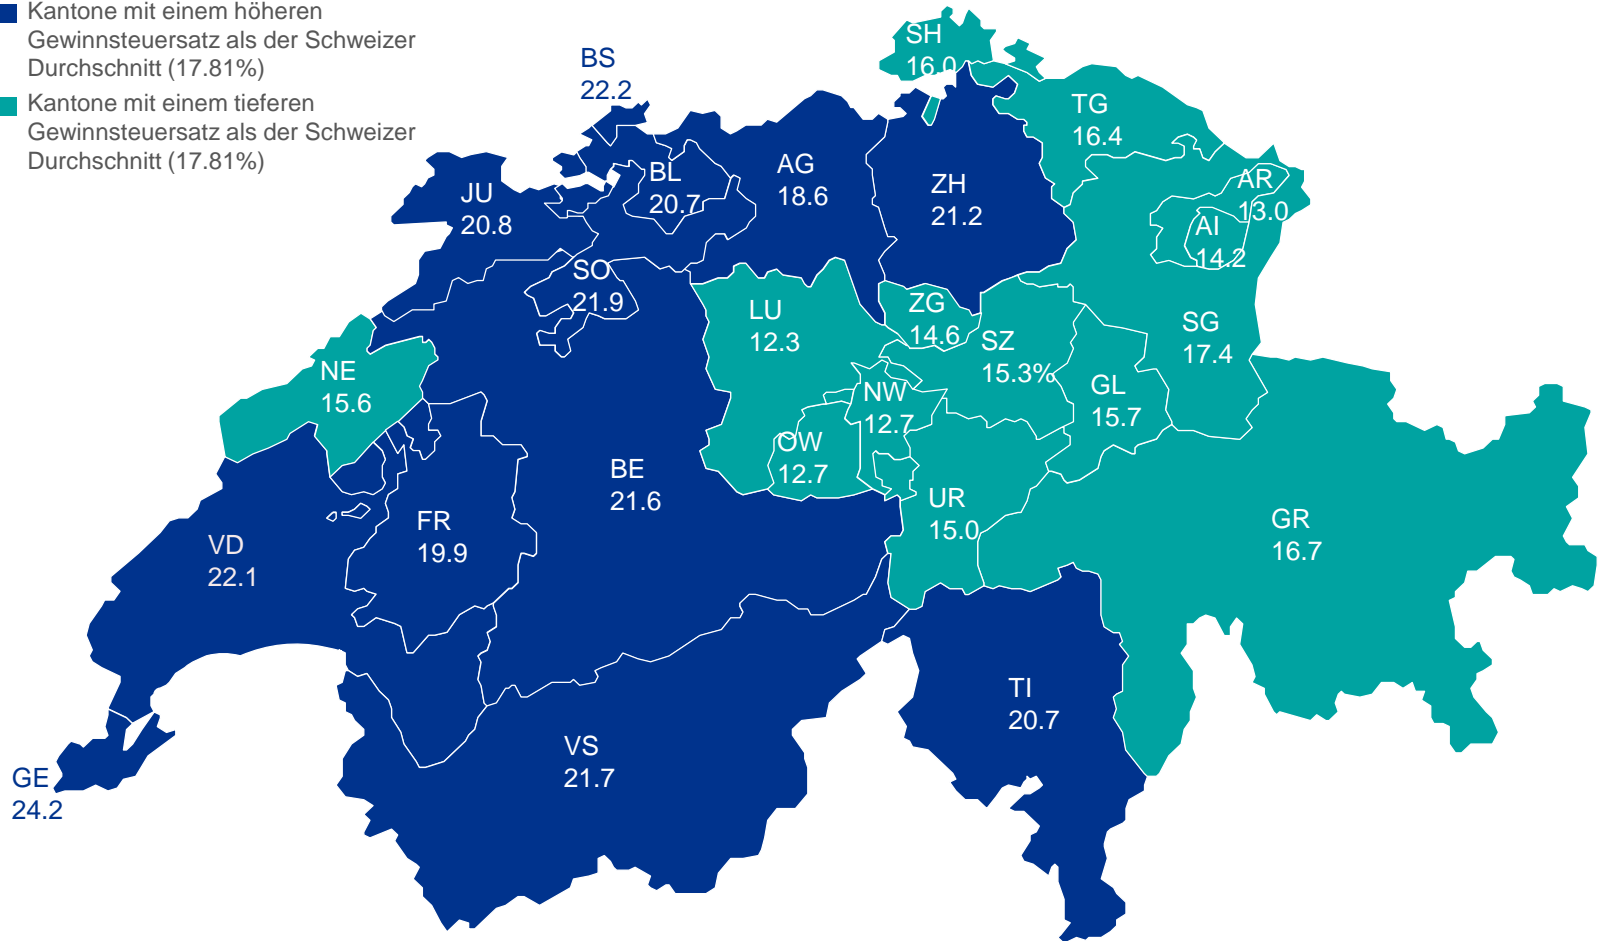 Kantone mit einem höheren
Gewinnsteuersatz als der Schweizer
Durchschnitt (17.81%)
Kantone mit einem tieferen
Gewinnsteuersatz als der Schweizer
Durchschnitt (17.81%)
BS
22.2
SH
16.0
TG
16.4
JU
20.8
BL
20.7
AG
18.6
ZH
21.2
AR
13.0
AI
14.2
SO
21.9
LU
12.3
ZG
14.6
SZ
15.3%
SG
17.4
NE
15.6
NW
12.7
GL
15.7
OW
12.7
BE
21.6
UR
15.0
FR
19.9
GR
16.7
VD
22.1
TI
20.7
VS
21.7
GE
24.2